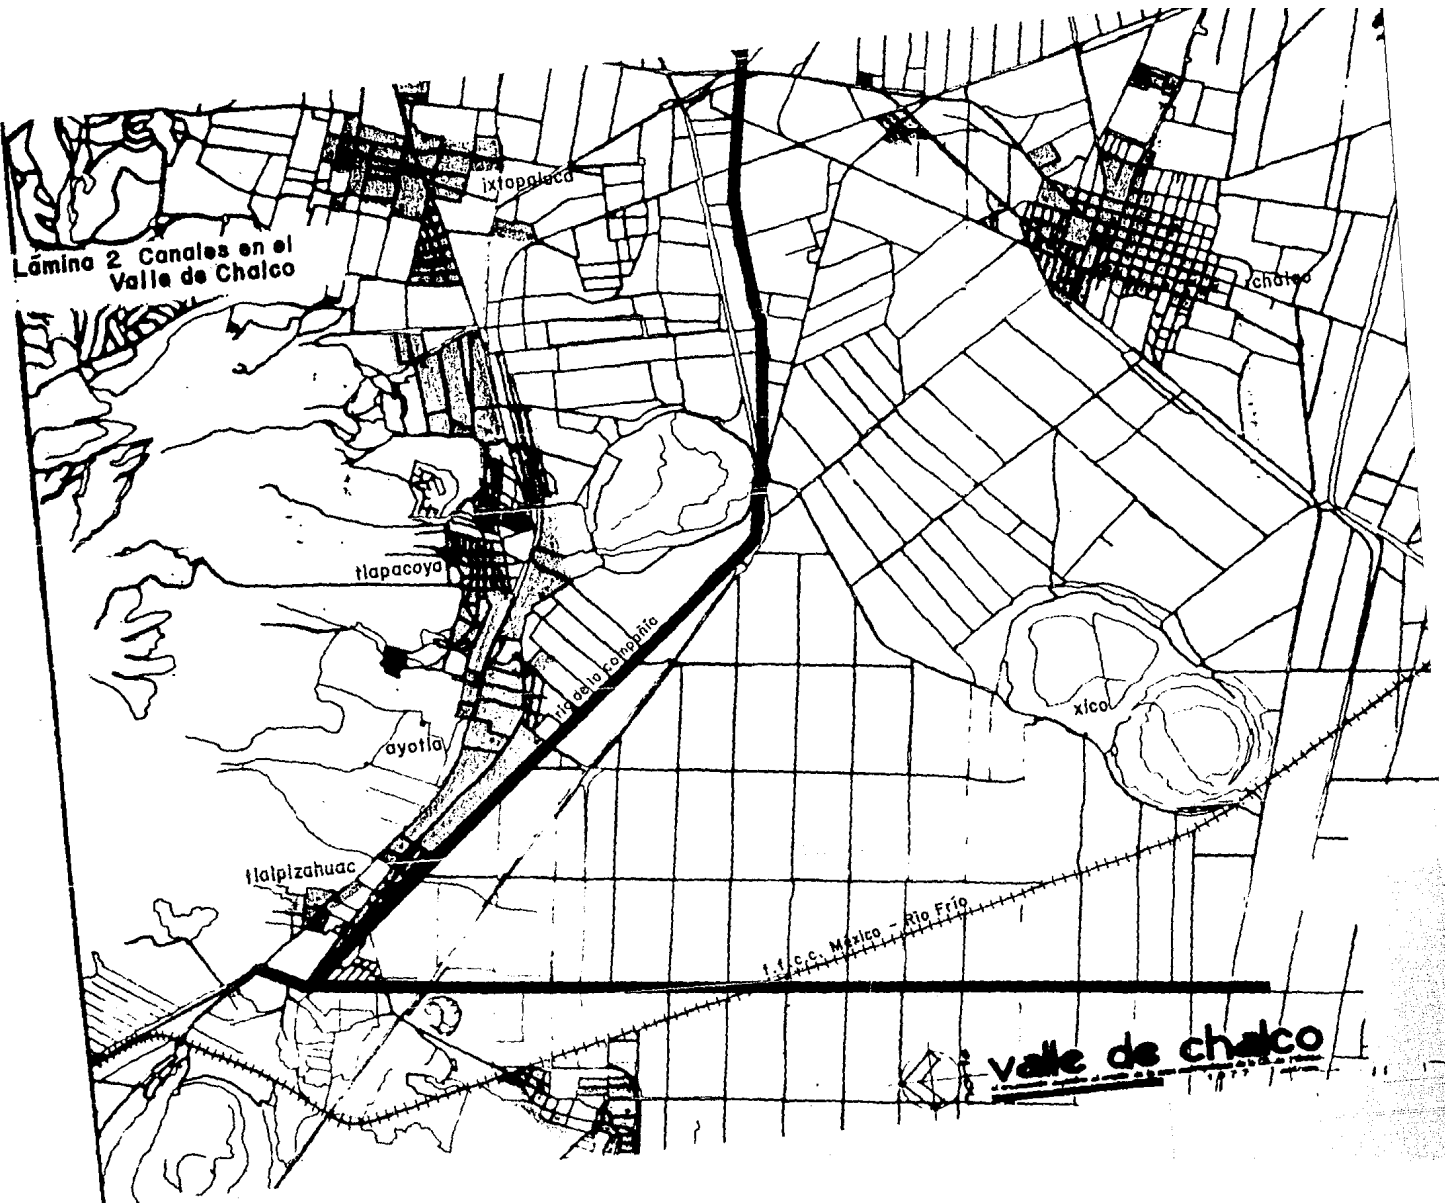 ixtapaluca
Lámina 2 Canales en el
Valle de Chalco
chalco
tlapacoya
río de la compañía
xico
ayotla
tlalpizahuac
f.f.c.c. México - Río Frío
valle de chalco
1977